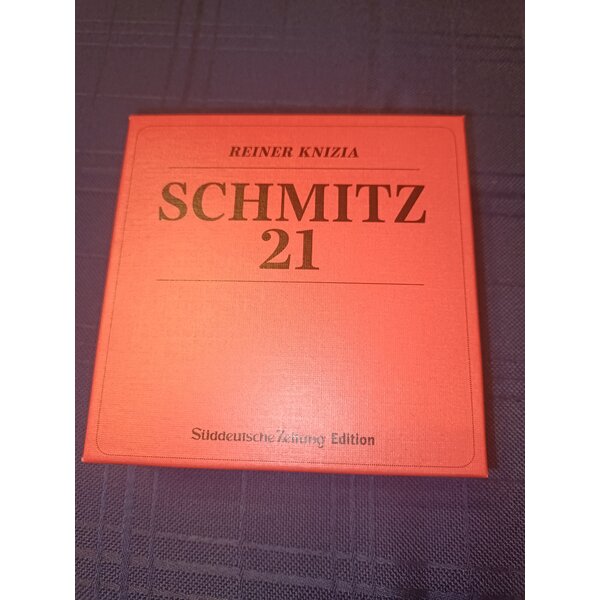 REINER KNIZIA
SCHMITZ
21
Süddeutsche Zeitung Edition